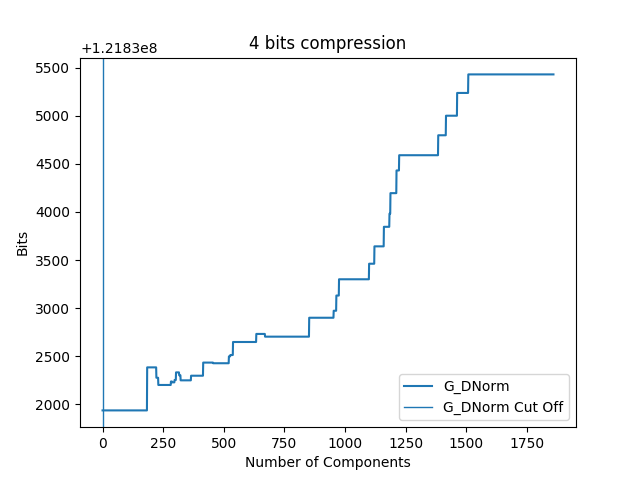 4 bits compression
+1.2183e8
5500
5000
4500
4000
3500
3000
2500
2000
Bits
0 250 500 750 1000 1250 1500 1750
Number of Components
G_DNorm
G_DNorm Cut Off